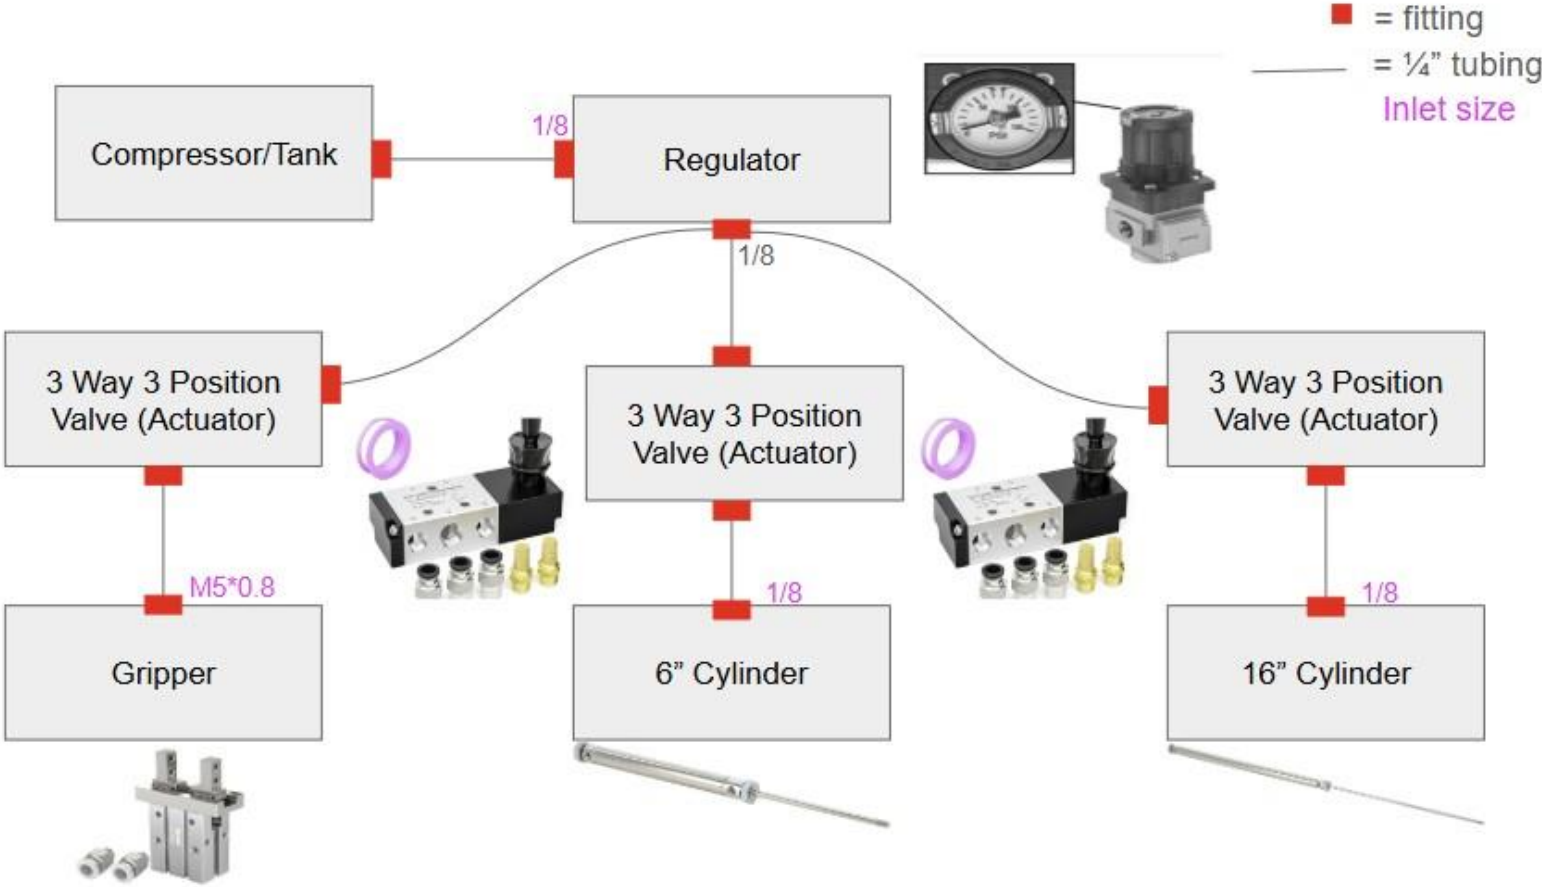 = fitting
= ¼” tubing
Inlet size
Compressor/Tank
1/8
Regulator
PSI
1/8
3 Way 3 Position
Valve (Actuator)
3 Way 3 Position
Valve (Actuator)
3 Way 3 Position
Valve (Actuator)
M5*0.8
1/8
1/8
Gripper
6” Cylinder
16” Cylinder